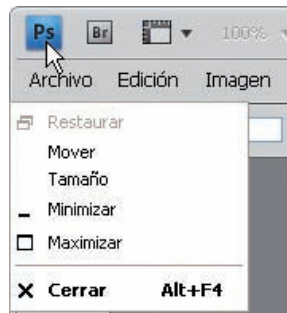 Ps Br 100%
Archivo Edición Imagen
Restaurar
Mover
Tamaño
Minimizar
Maximizar
Cerrar Alt+F4